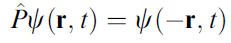 P̂ψ(r, t) = ψ(−r, t)